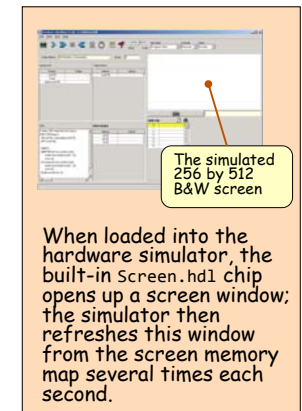 The simulated
256 by 512
B&W screen
When loaded into the
hardware simulator, the
built-in Screen.hdl chip
opens up a screen window;
the simulator then
refreshes this window
from the screen memory
map several times each
second.